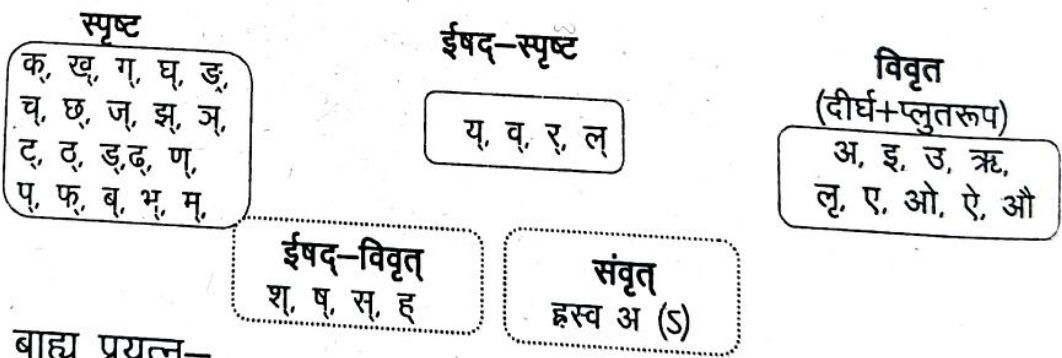 स्पृष्ट
क्, ख्, ग्, घ्, ङ्,
च्, छ्, ज्, झ्, ञ्,
ट्, ठ्, ड्,ढ्, ण्,
प्, फ्, ब्, भ्, म्,
ईषद्–स्पृष्ट
य्, व्, र्, ल्
विवृत
(दीर्घ+प्लुतरूप)
अ, इ, उ, ऋ,
लृ, ए, ओ, ऐ, औ
ईषद्–विवृत्
श्, ष्, स्, ह्
संवृत्
ह्रस्व अ (ऽ)
बाह्य प्रयत्न–